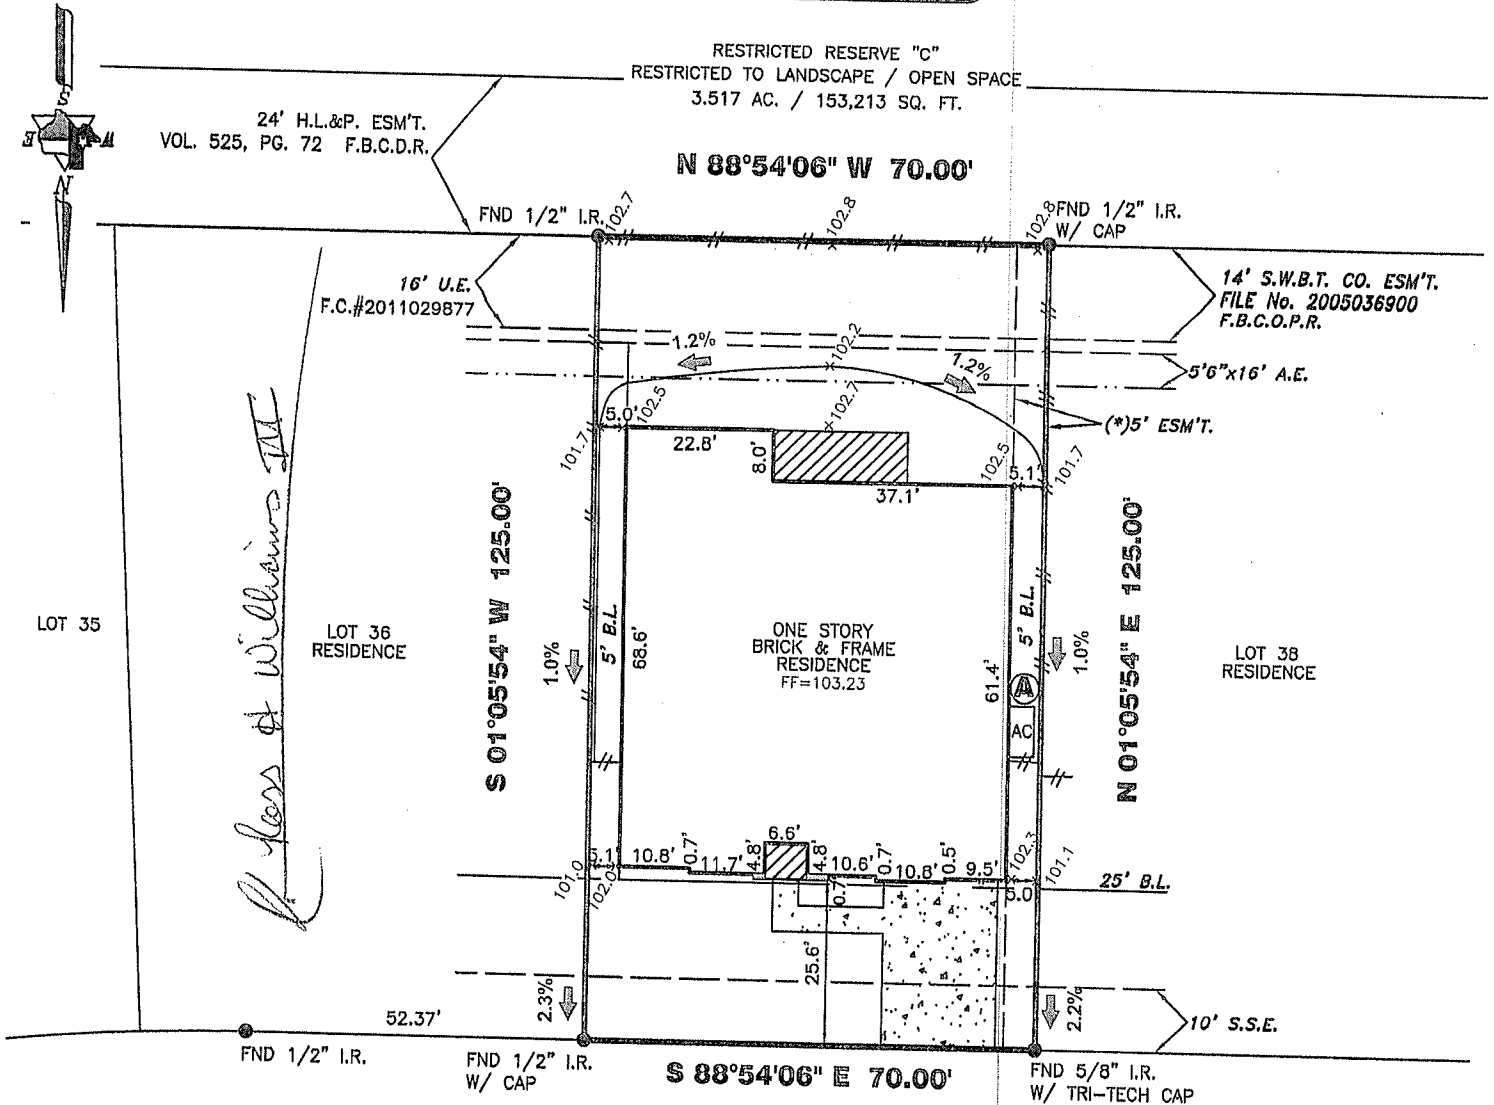 RESTRICTED RESERVE "C"
RESTRICTED TO LANDSCAPE / OPEN SPACE
3.517 AC. / 153,213 SQ. FT.
S
E W
N
24' H.L.&P. ESM'T.
VOL. 525, PG. 72 F.B.C.D.R.
N 88°54'06" W 70.00'
FND 1/2" I.R.
102.7
102.8
102.8
FND 1/2" I.R.
W/ CAP
16' U.E.
F.C.#2011029877
14' S.W.B.T. CO. ESM'T.
FILE No. 2005036900
F.B.C.O.P.R.
1.2%
102.2
1.2%
5'6"x16' A.E.
5.0'
102.5
102.7
(*)5' ESM'T.
101.7
22.8'
8.0'
37.1'
102.5
5.1'
101.7
S 01°05'54" W 125.00'
N 01°05'54" E 125.00'
LOT 35
LOT 36
RESIDENCE
1.0%
5' B.L.
68.6'
ONE STORY
BRICK & FRAME
RESIDENCE
FF=103.23
61.4'
5' B.L.
1.0%
LOT 38
RESIDENCE
A
AC
6.6'
5.1'
10.8'
0.7'
11.7'
4.8'
4.8'
10.6'
0.7'
10.8'
0.5'
9.5'
102.3
101.1
101.0
102.0
0.7'
5.0'
25' B.L.
25.6'
2.3%
2.2%
10' S.S.E.
52.37'
FND 1/2" I.R.
FND 1/2" I.R.
W/ CAP
S 88°54'06" E 70.00'
FND 5/8" I.R.
W/ TRI-TECH CAP
Williams III